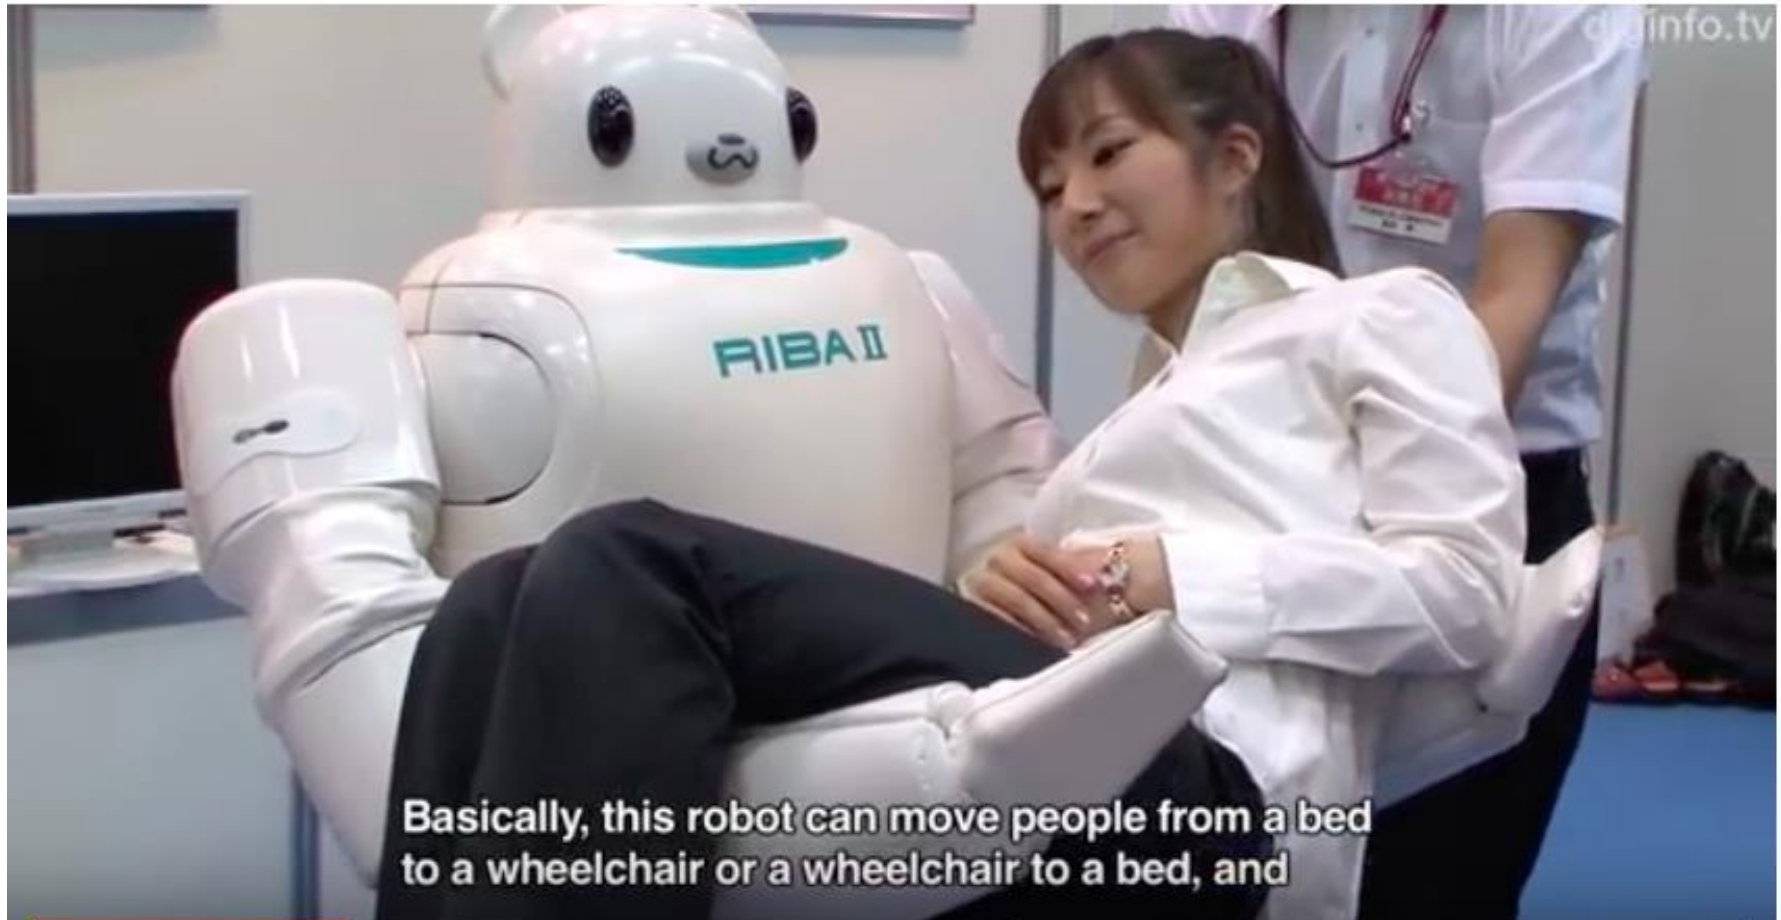 diginfo.tv
RIBA II
Basically, this robot can move people from a bed
to a wheelchair or a wheelchair to a bed, and